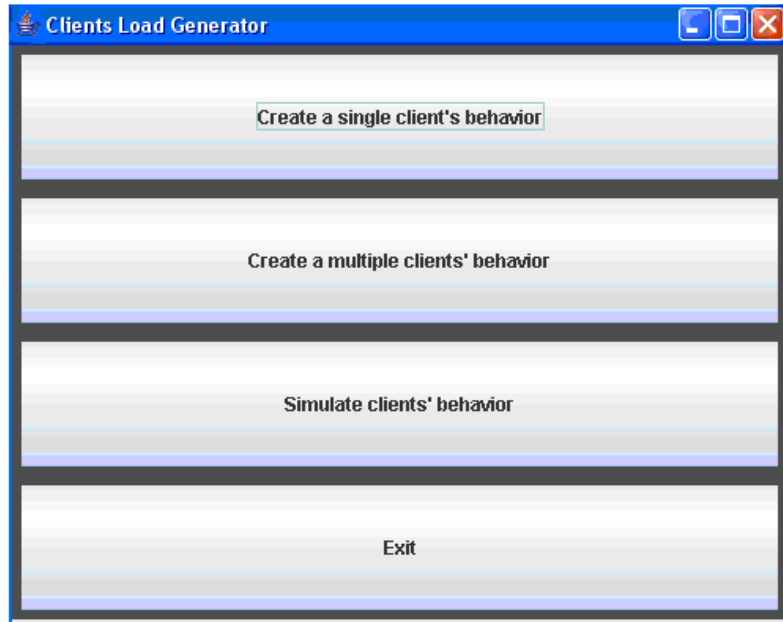 Clients Load Generator
Create a single client's behavior
Create a multiple clients' behavior
Simulate clients' behavior
Exit